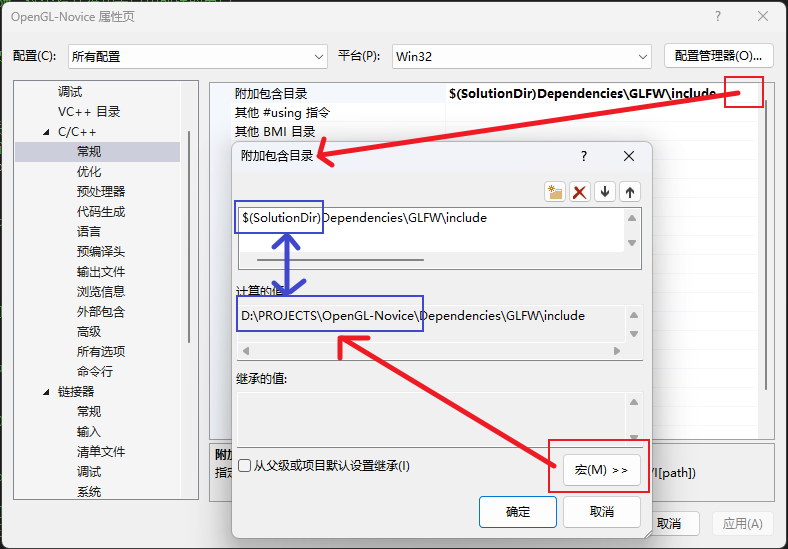 OpenGL-Novice 属性页
?
配置(C):
所有配置
平台(P):
Win32
配置管理器(O)...
调试
VC++ 目录
C/C++
常规
优化
预处理器
代码生成
语言
预编译头
输出文件
浏览信息
外部包含
高级
所有选项
命令行
链接器
常规
输入
清单文件
调试
系统
附加包含目录
$(SolutionDir)Dependencies\GLFW\include
其他 #using 指令
其他 BMI 目录
附加包含目录
?
$(SolutionDir)Dependencies\GLFW\include
计算的值
D:\PROJECTS\OpenGL-Novice\Dependencies\GLFW\include
继承的值:
从父级或项目默认设置继承(I)
宏(M) >>
确定
取消
附加
指定
/I[path])
取消
应用(A)